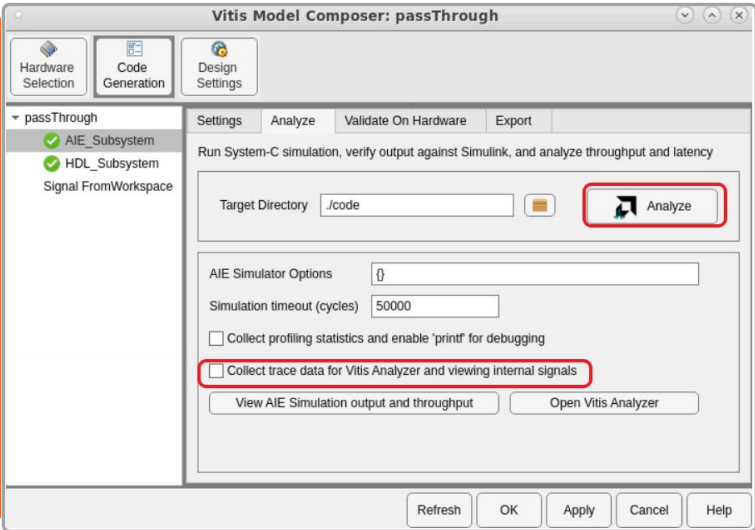 Vitis Model Composer: passThrough
Hardware
Selection
Code
Generation
Design
Settings
passThrough
AIE_Subsystem
HDL_Subsystem
Signal FromWorkspace
Settings
Analyze
Validate On Hardware
Export
Run System-C simulation, verify output against Simulink, and analyze throughput and latency
Target Directory
./code
Analyze
AIE Simulator Options
{}
Simulation timeout (cycles)
50000
Collect profiling statistics and enable 'printf' for debugging
Collect trace data for Vitis Analyzer and viewing internal signals
View AIE Simulation output and throughput
Open Vitis Analyzer
Refresh
OK
Apply
Cancel
Help